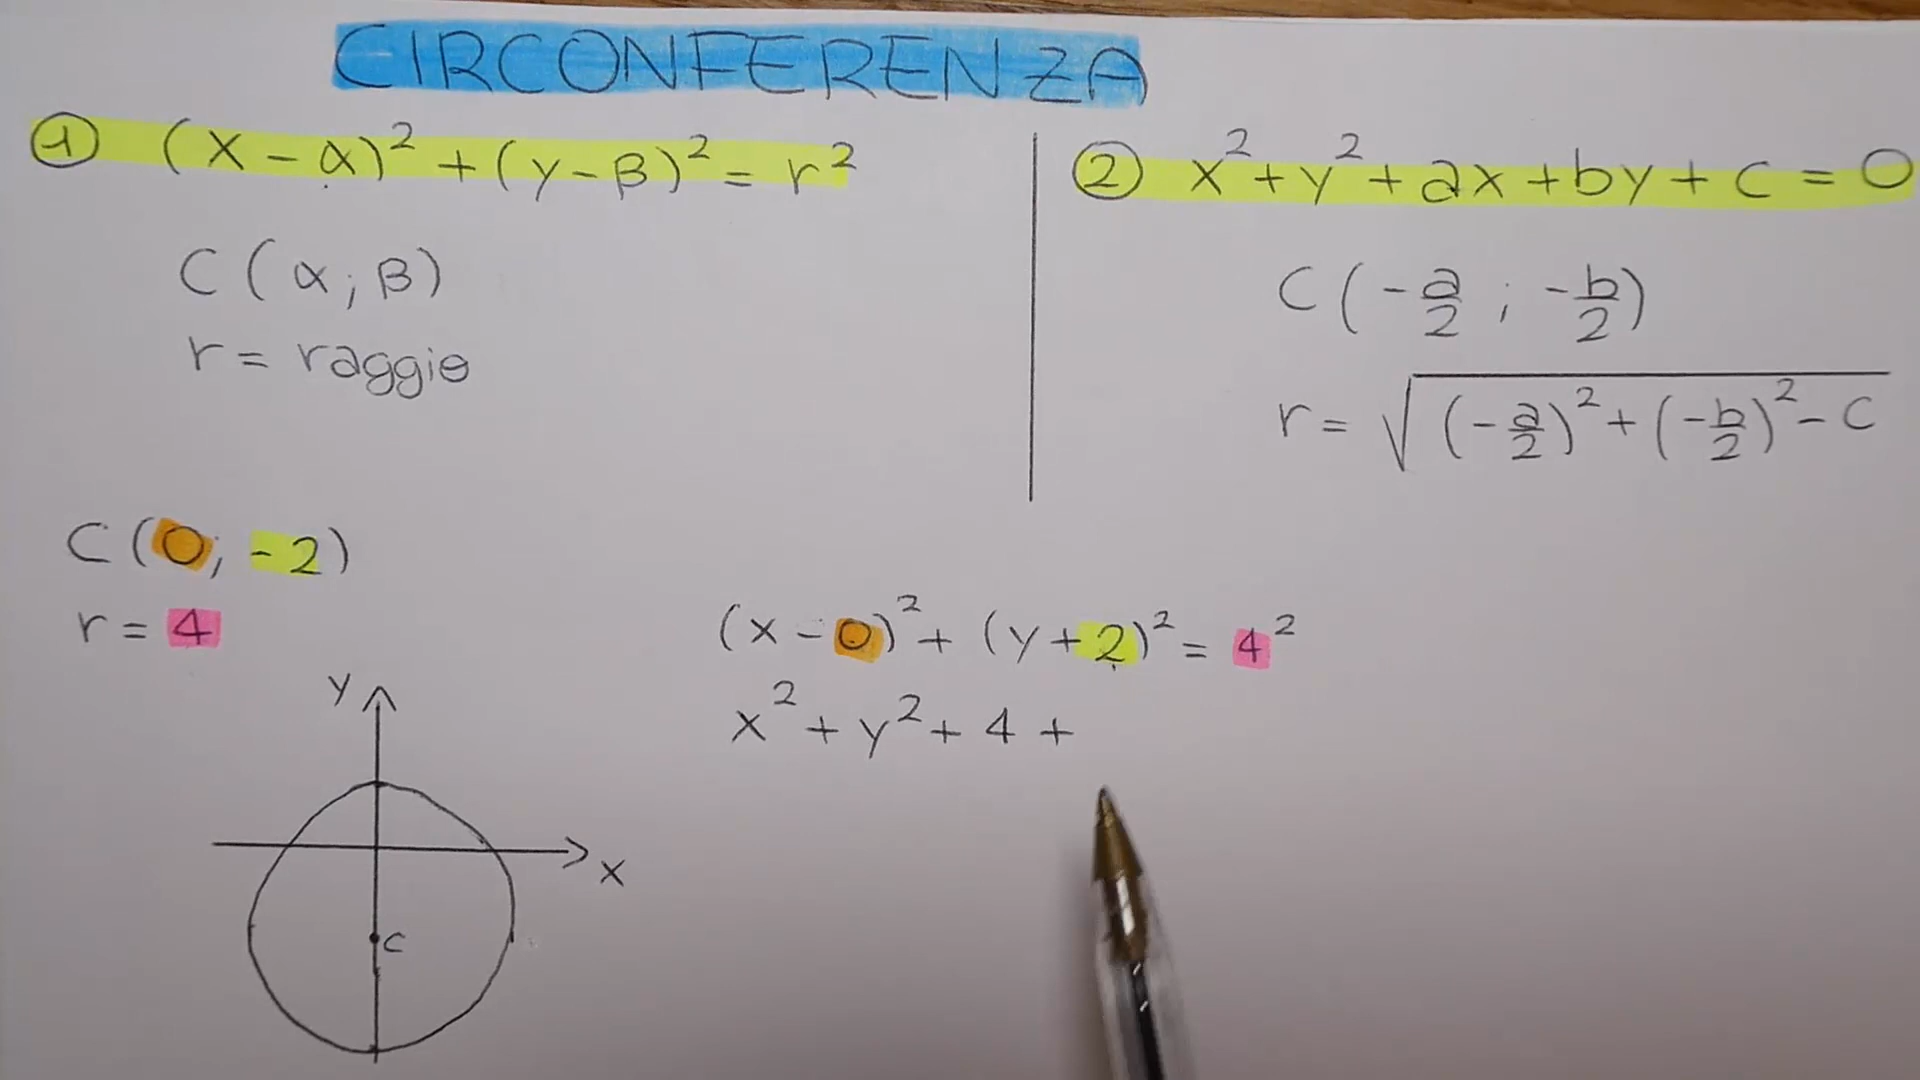 CIRCONFERENZA
① (x - α)² + (y - β)² = r²
C (α; β)
r = raggio
② x² + y² + ax + by + c = 0
C (-a/2 ; -b/2)
r = √((-a/2)² + (-b/2)² - c)
C (0; -2)
r = 4
(x - 0)² + (y + 2)² = 4²
x² + y² + 4 +
y
x
C